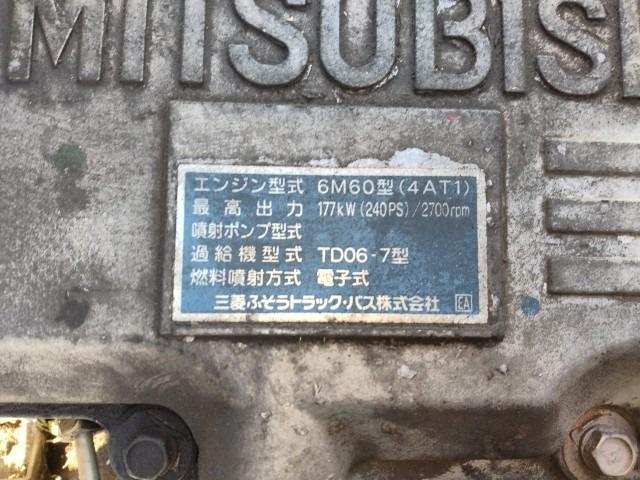 MITSUBIS
エンジン型式 6M60型(4AT1)
最高出力 177kW(240PS)/2700rpm
噴射ポンプ型式
過給機型式 TD06-7型
燃料噴射方式 電子式
三菱ふそうトラック・バス株式会社 EA